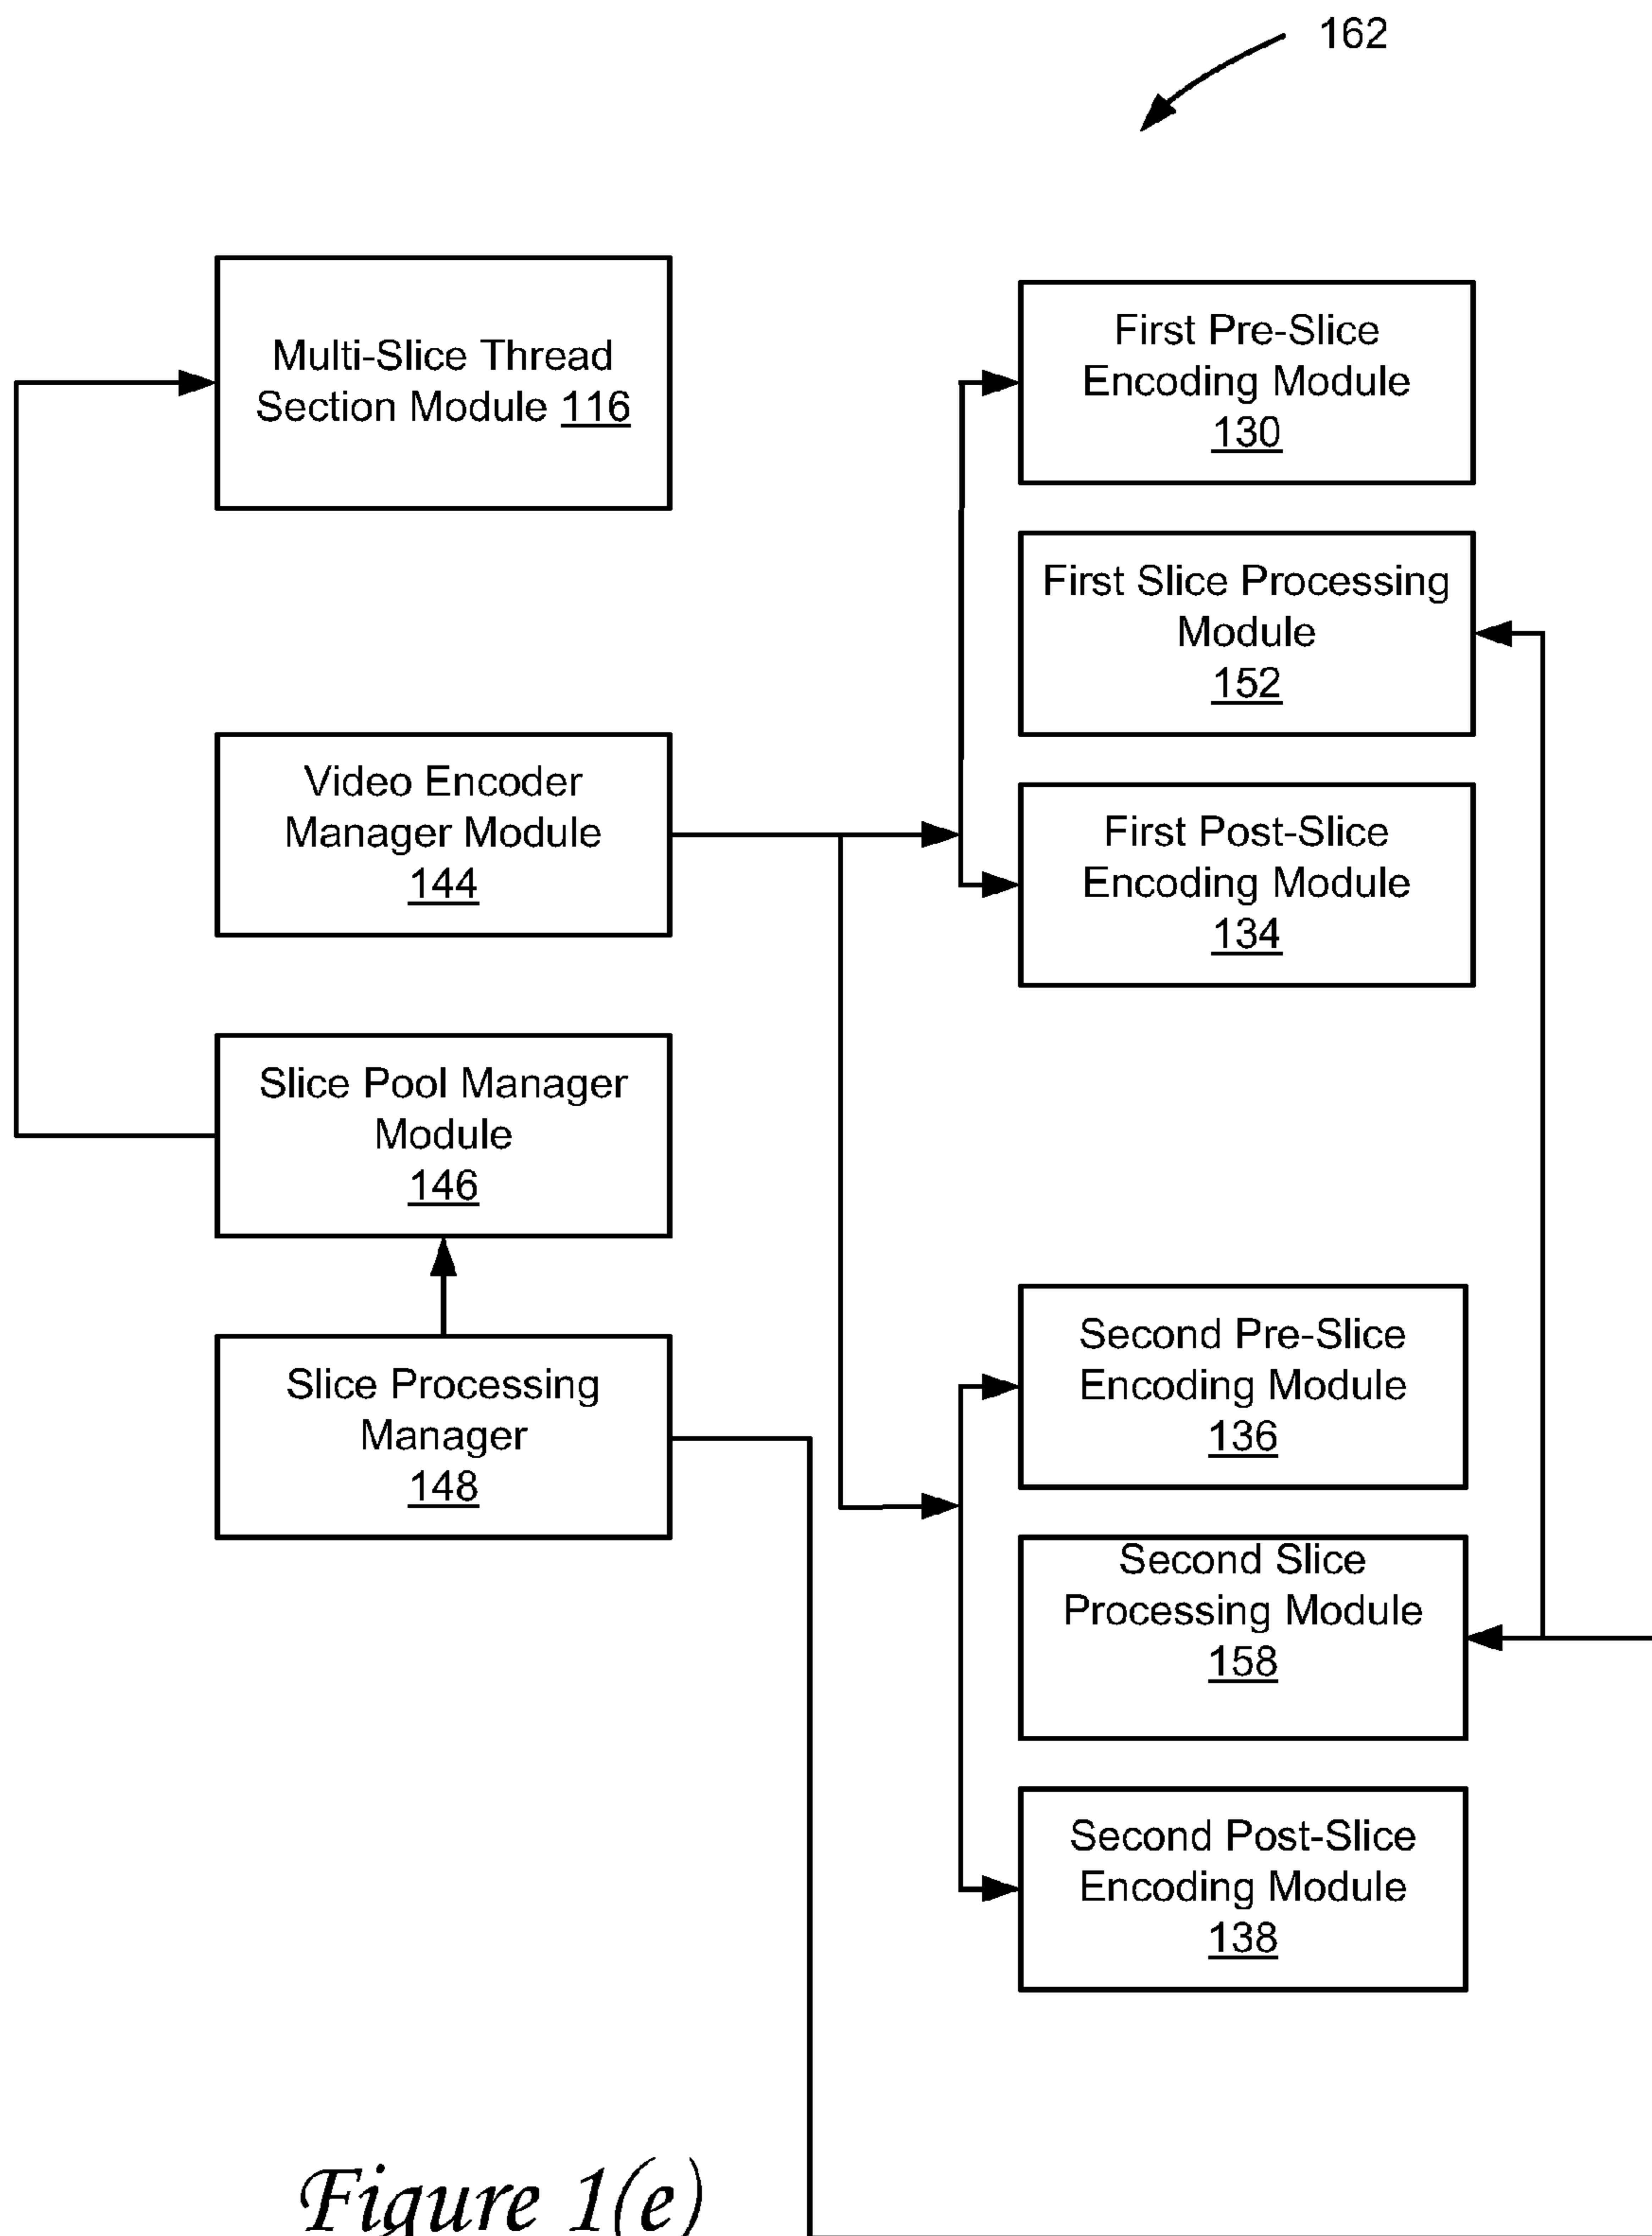 162
Multi-Slice Thread
Section Module 116
First Pre-Slice
Encoding Module
130
First Slice Processing
Module
152
Video Encoder
Manager Module
144
First Post-Slice
Encoding Module
134
Slice Pool Manager
Module
146
Slice Processing
Manager
148
Second Pre-Slice
Encoding Module
136
Second Slice
Processing Module
158
Second Post-Slice
Encoding Module
138
Figure 1(e)